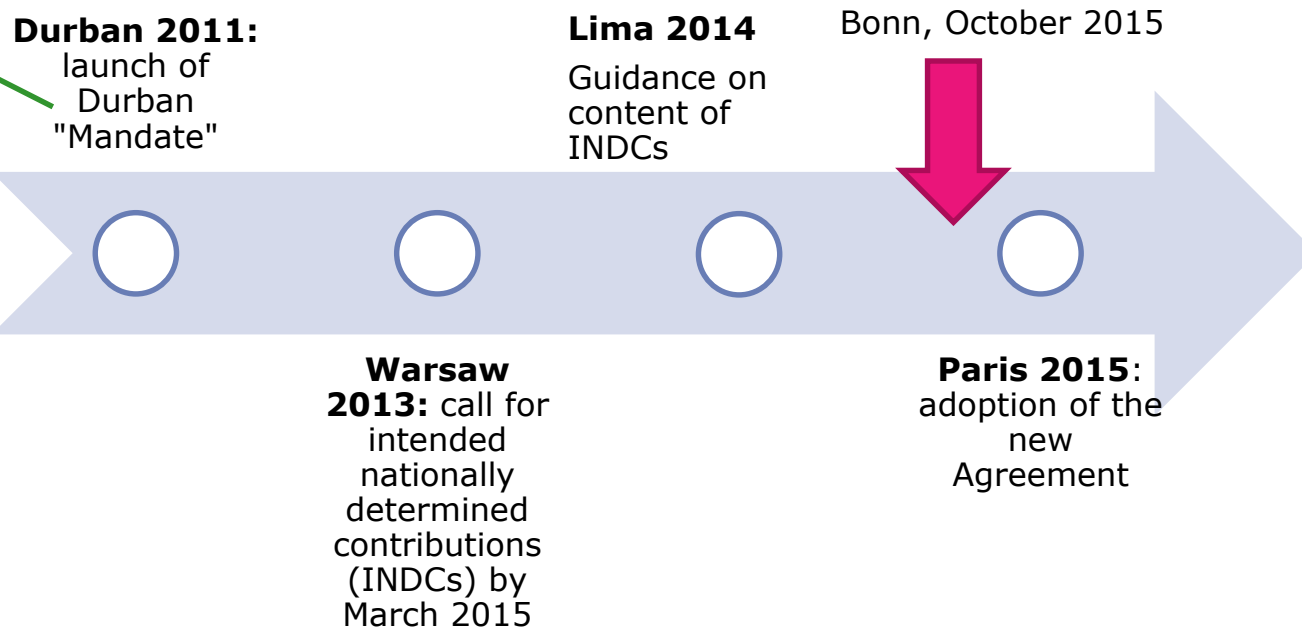 Durban 2011:
launch of
Durban
"Mandate"
Lima 2014
Guidance on
content of
INDCs
Bonn, October 2015
Warsaw
2013: call for
intended
nationally
determined
contributions
(INDCs) by
March 2015
Paris 2015:
adoption of the
new
Agreement